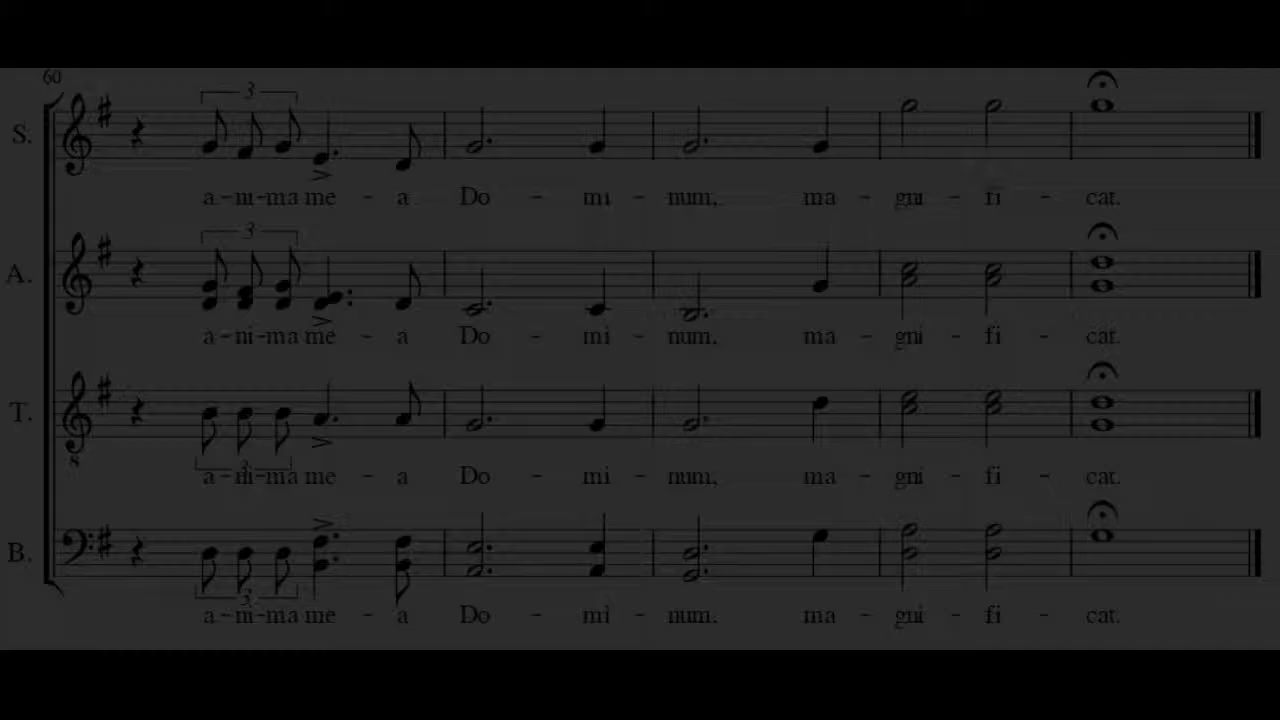 60
3
S.
a-ni-ma me - a Do - mi - num, ma - gni - fi - cat.
3
A.
a-ni-ma me - a Do - mi - num, ma - gni - fi - cat.
T.
8
3
a-ni-ma me - a Do - mi - num, ma - gni - fi - cat.
B.
3
a-ni-ma me - a Do - mi - num. ma - gni - fi - cat.